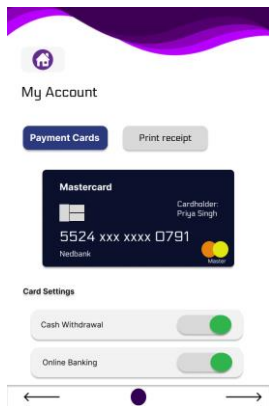 My Account
Payment Cards
Print receipt
Mastercard
Cardholder:
Priya Singh
5524 xxx xxxx 0791
Nedbank
Master
Card Settings
Cash Withdrawal
Online Banking